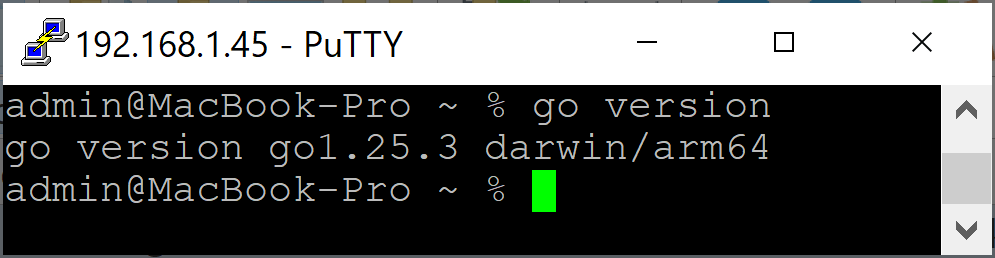 192.168.1.45 - PuTTY
admin@MacBook-Pro ~ % go version
go version go1.25.3 darwin/arm64
admin@MacBook-Pro ~ %